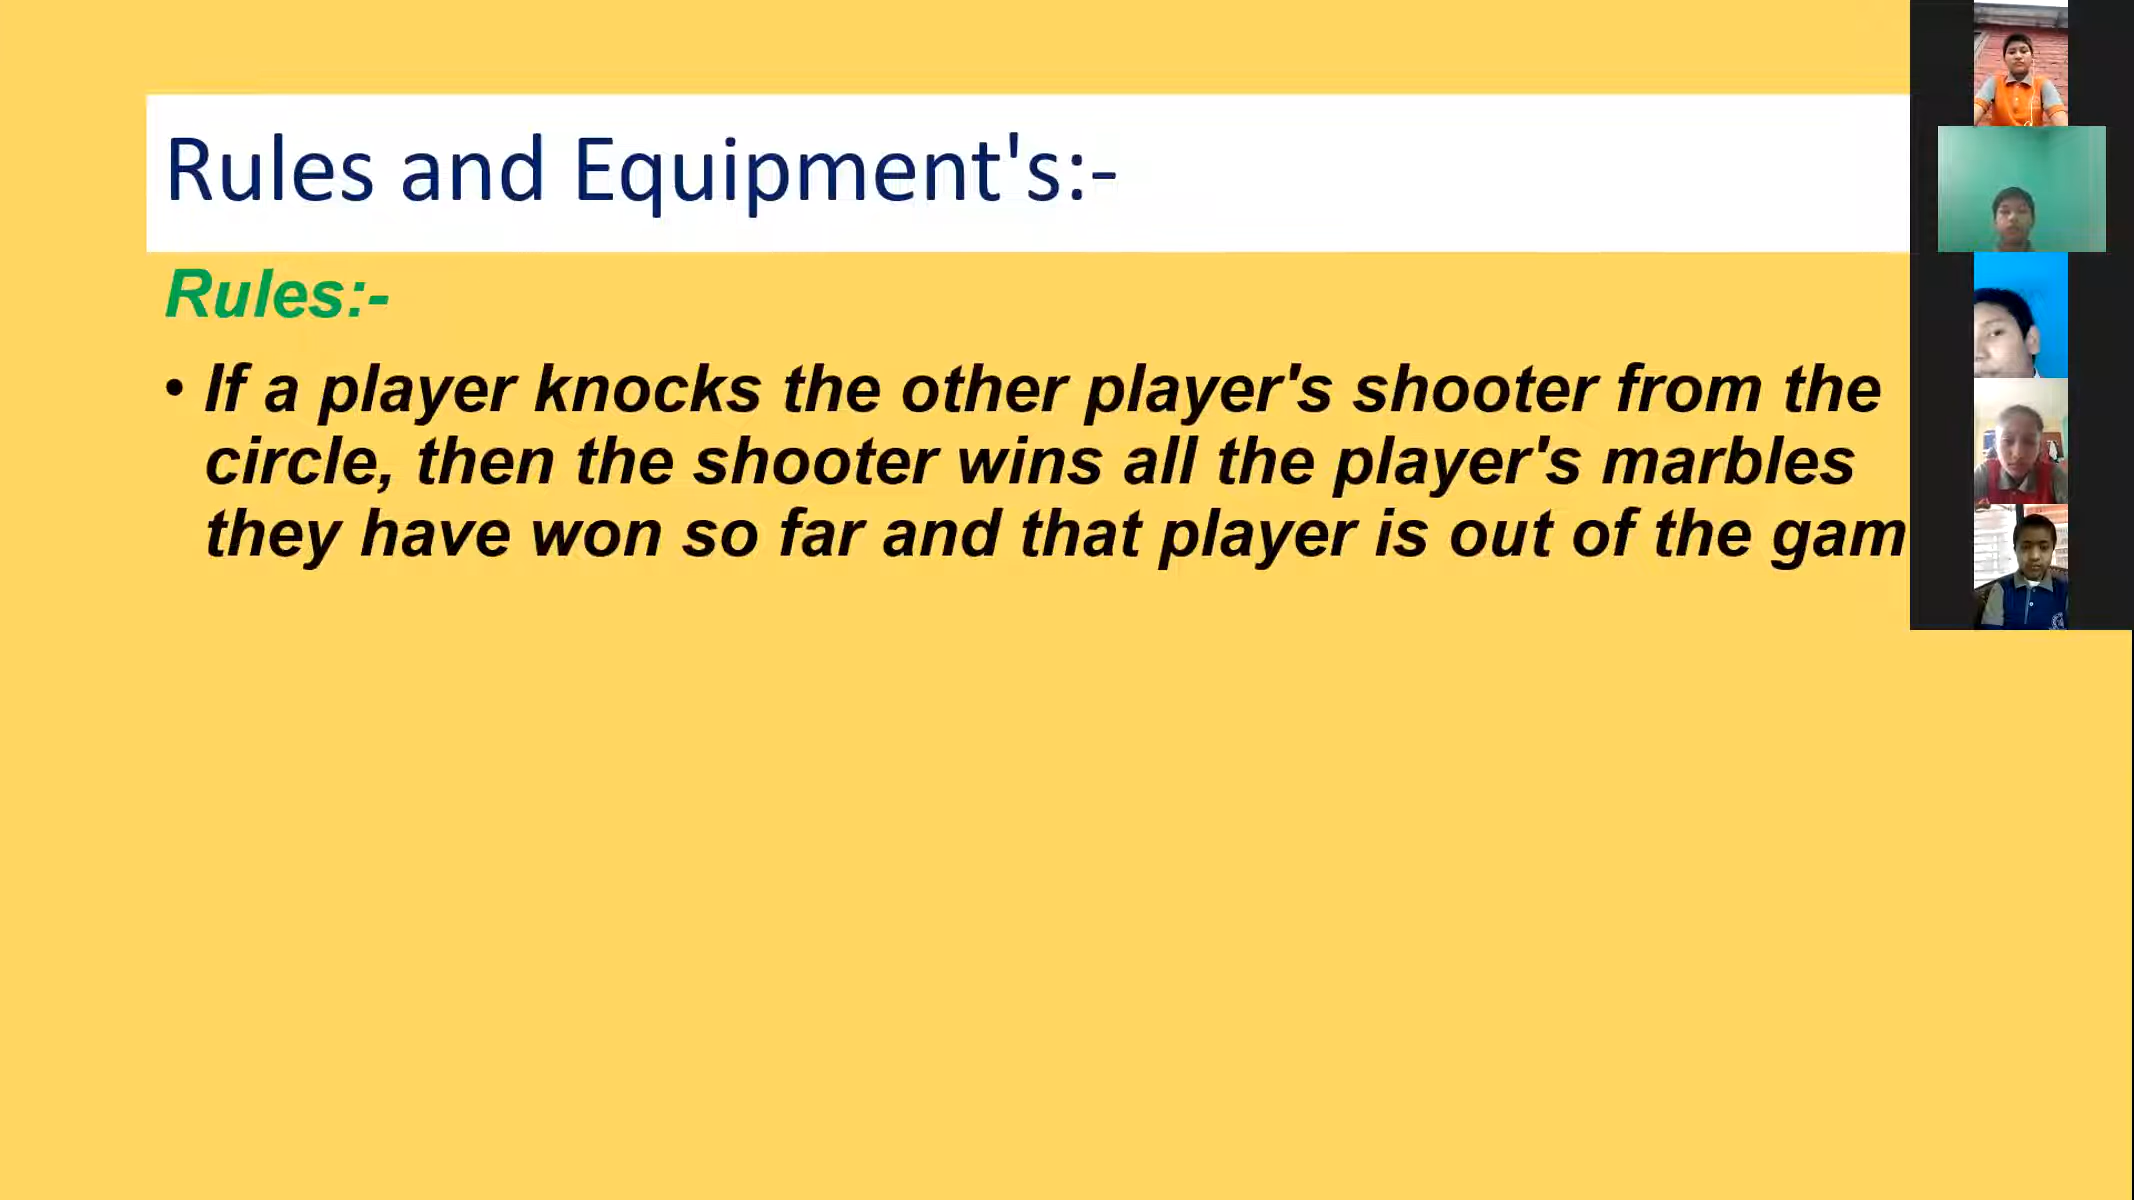 Rules and Equipment's:-
Rules:-
• If a player knocks the other player's shooter from the
circle, then the shooter wins all the player's marbles
they have won so far and that player is out of the gam